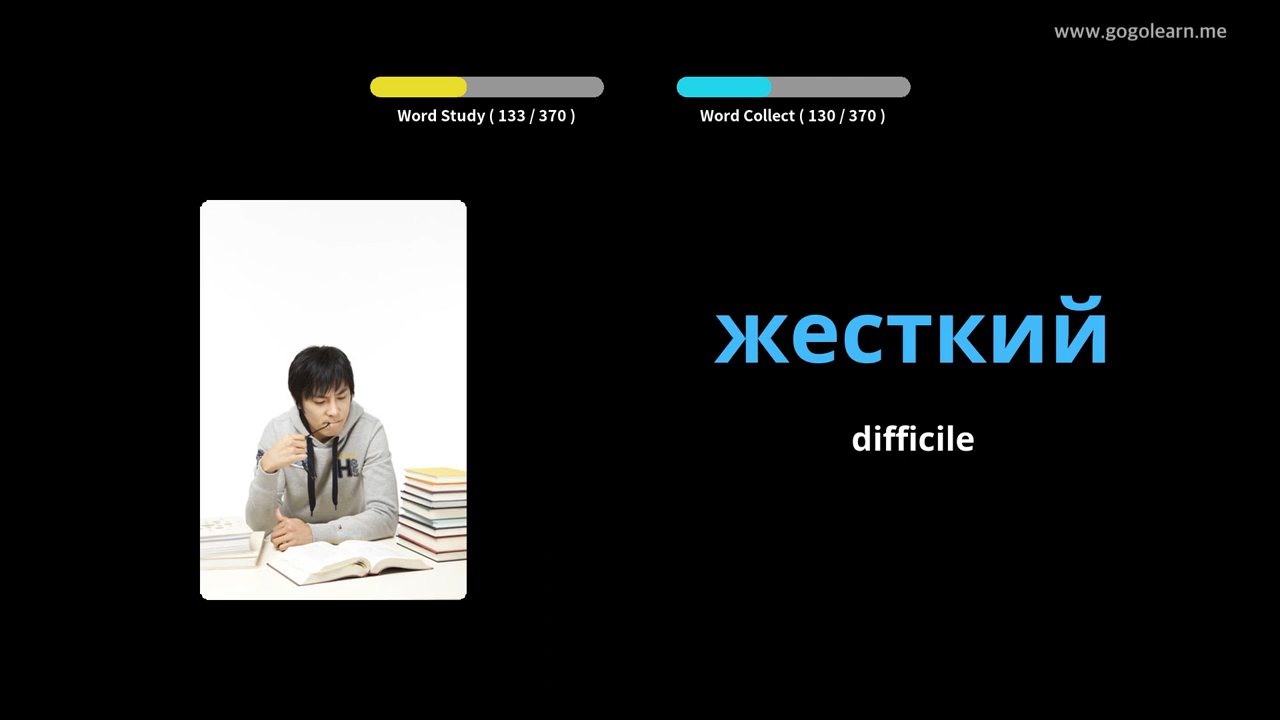 www.gogolearn.me
Word Study ( 133 / 370 )
Word Collect ( 130 / 370 )
H
жесткий
difficile